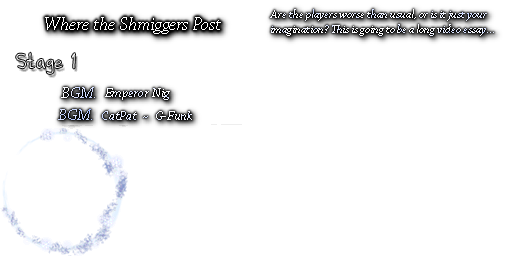 Where the Shmiggers Post
Are the players worse than usual, or is it just your
imagination? This is going to be a long video essay...
Stage 1
BGM. Emperor Nig
BGM. CatPat ~ G-Funk